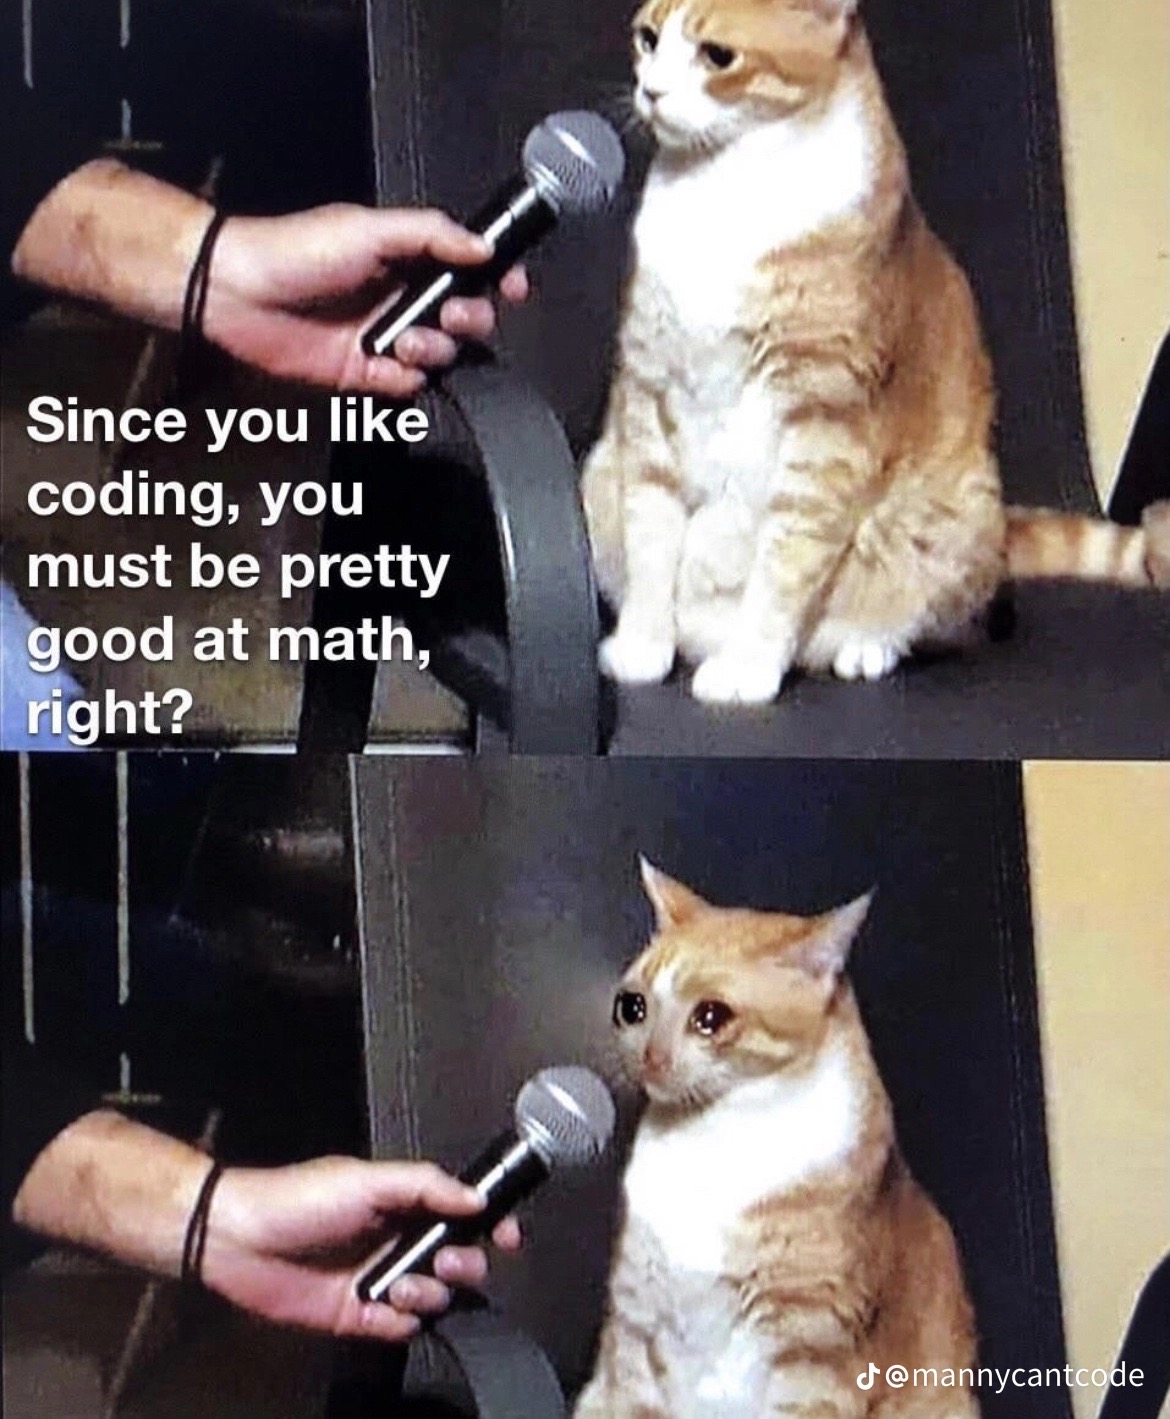 Since you like
coding, you
must be pretty
good at math,
right?
@mannycantcode